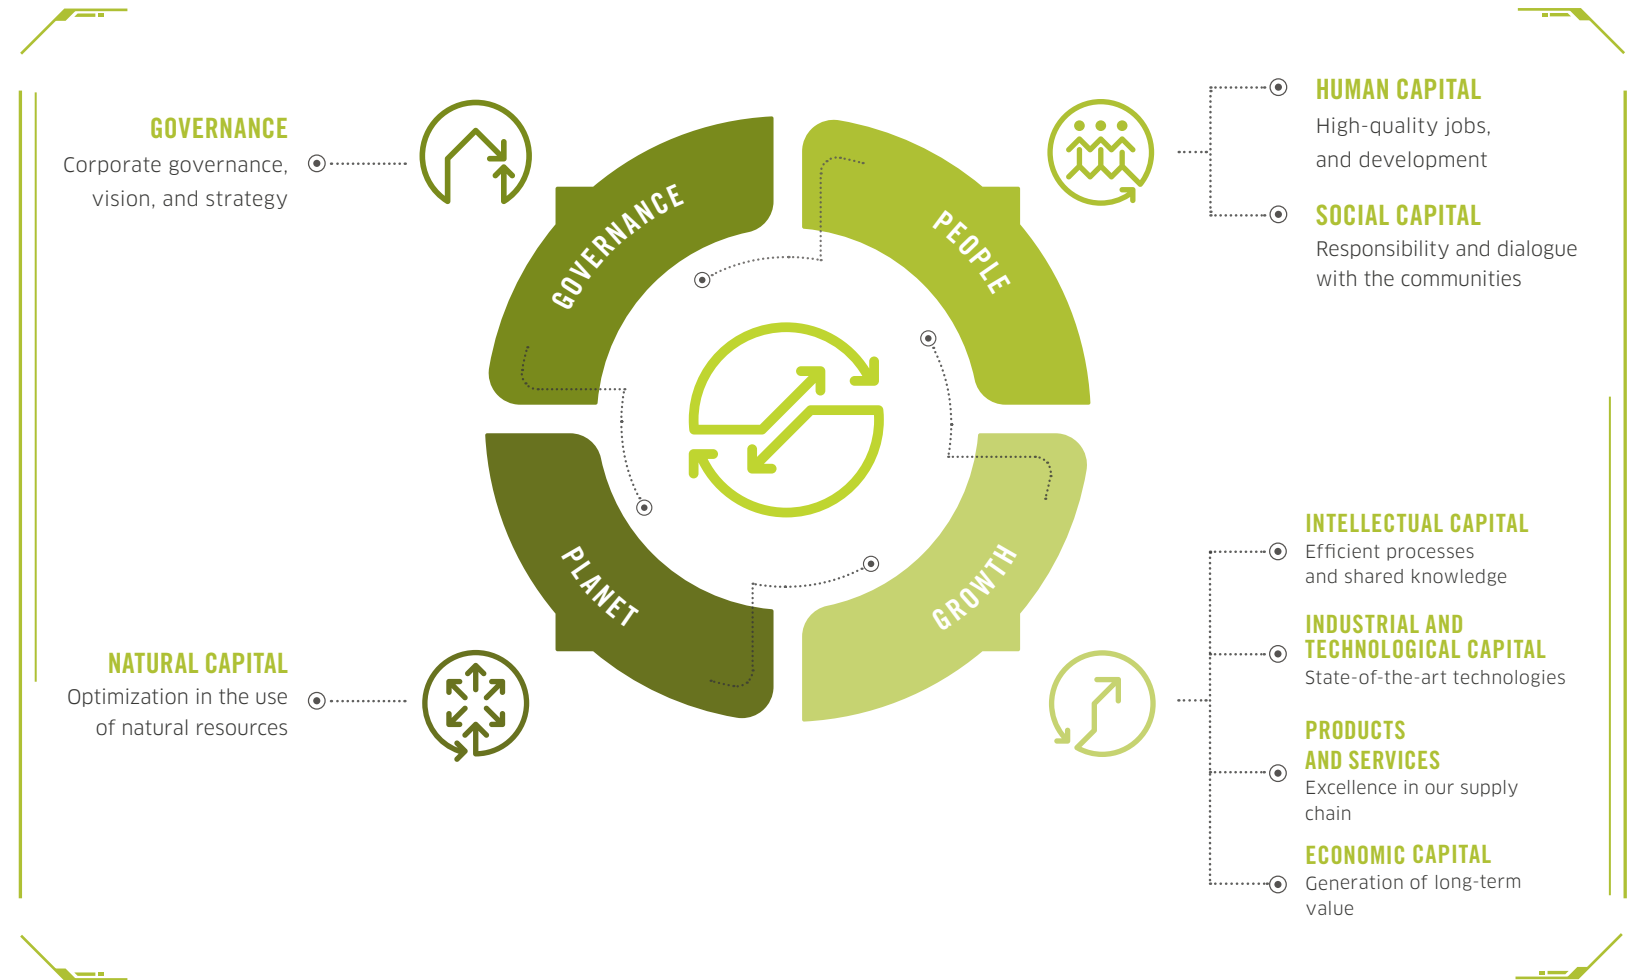 GOVERNANCE
Corporate governance,
vision, and strategy
GOVERNANCE
PEOPLE
HUMAN CAPITAL
High-quality jobs,
and development
SOCIAL CAPITAL
Responsibility and dialogue
with the communities
NATURAL CAPITAL
Optimization in the use
of natural resources
PLANET
GROWTH
INTELLECTUAL CAPITAL
Efficient processes
and shared knowledge
INDUSTRIAL AND
TECHNOLOGICAL CAPITAL
State-of-the-art technologies
PRODUCTS
AND SERVICES
Excellence in our supply
chain
ECONOMIC CAPITAL
Generation of long-term
value